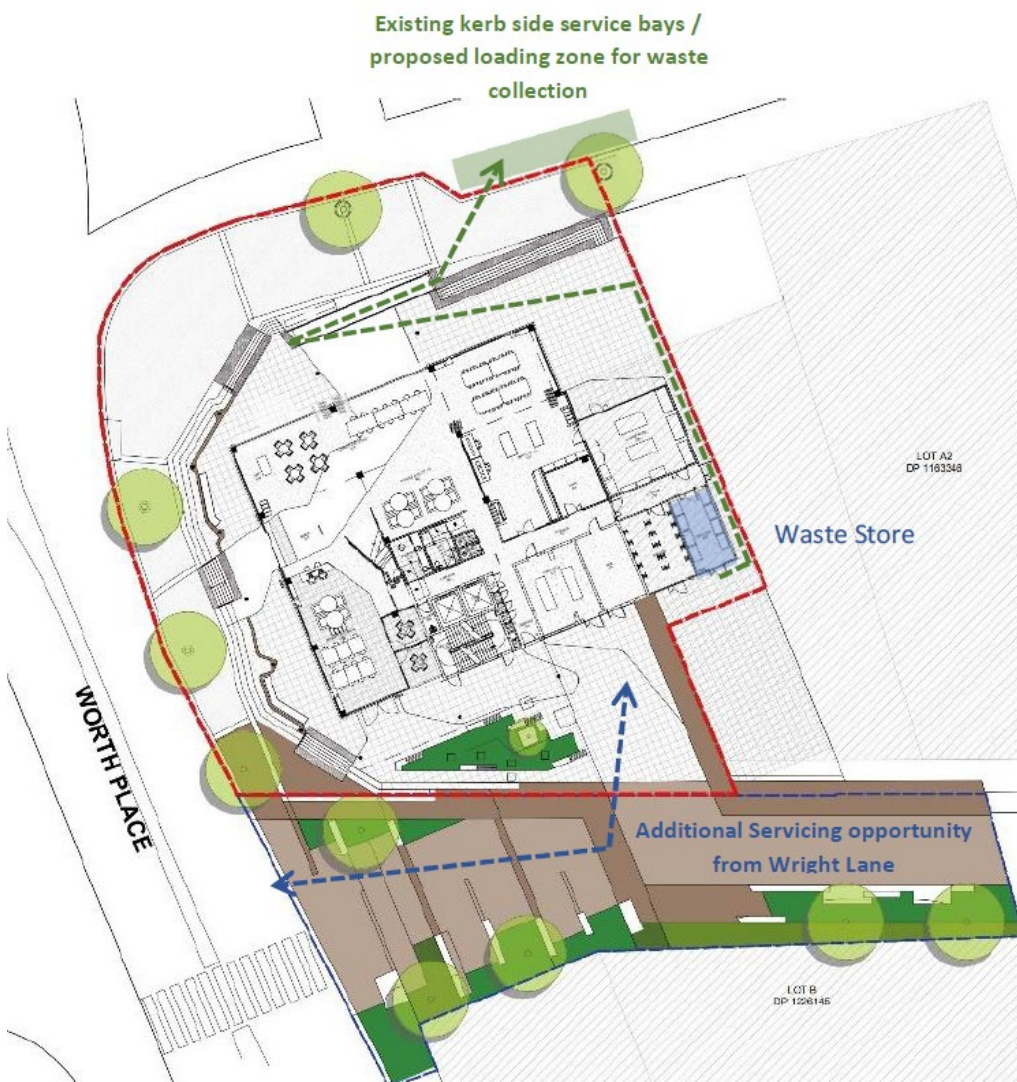 Existing kerb side service bays /
proposed loading zone for waste
collection
LOT A2
DP 1163346
Waste Store
WORTH PLACE
Additional Servicing opportunity
from Wright Lane
LOT B
DP 1226145